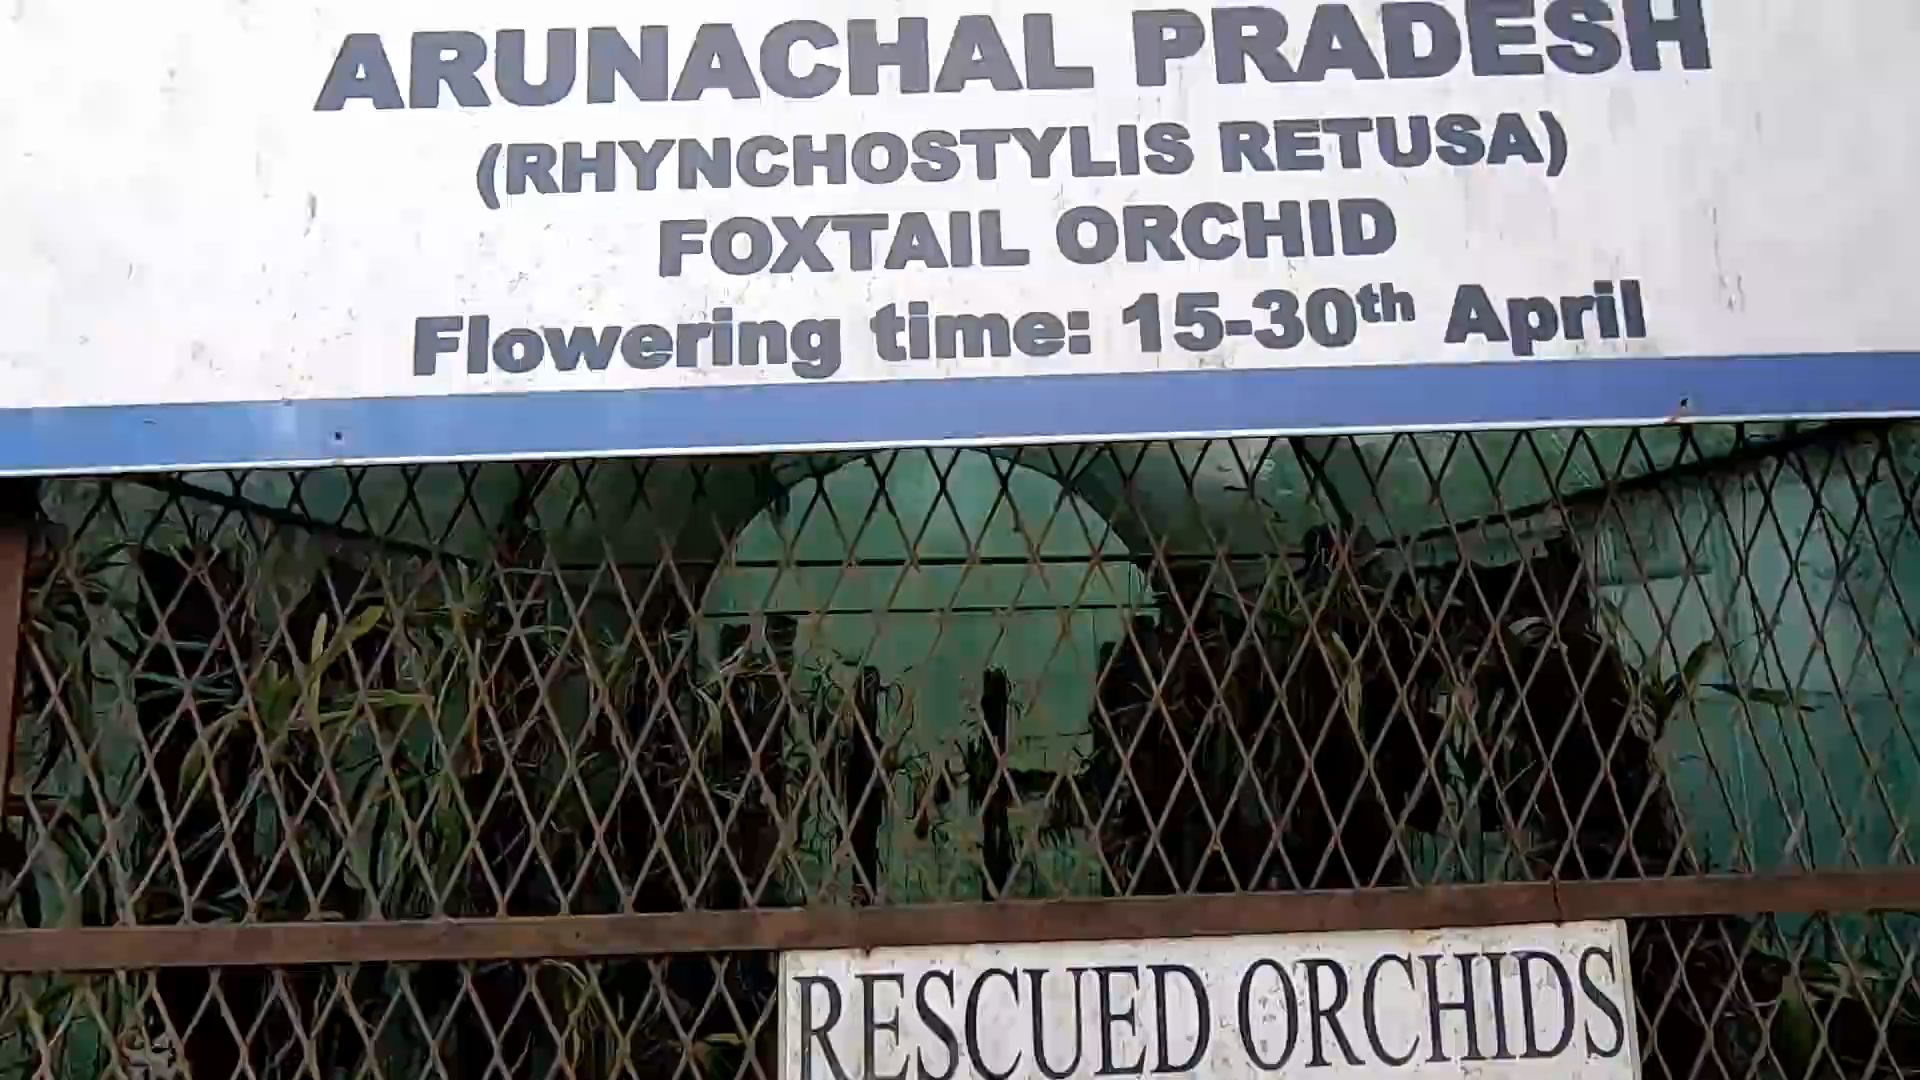 ARUNACHAL PRADESH
(RHYNCHOSTYLIS RETUSA)
FOXTAIL ORCHID
Flowering time: 15-30th April
RESCUED ORCHIDS